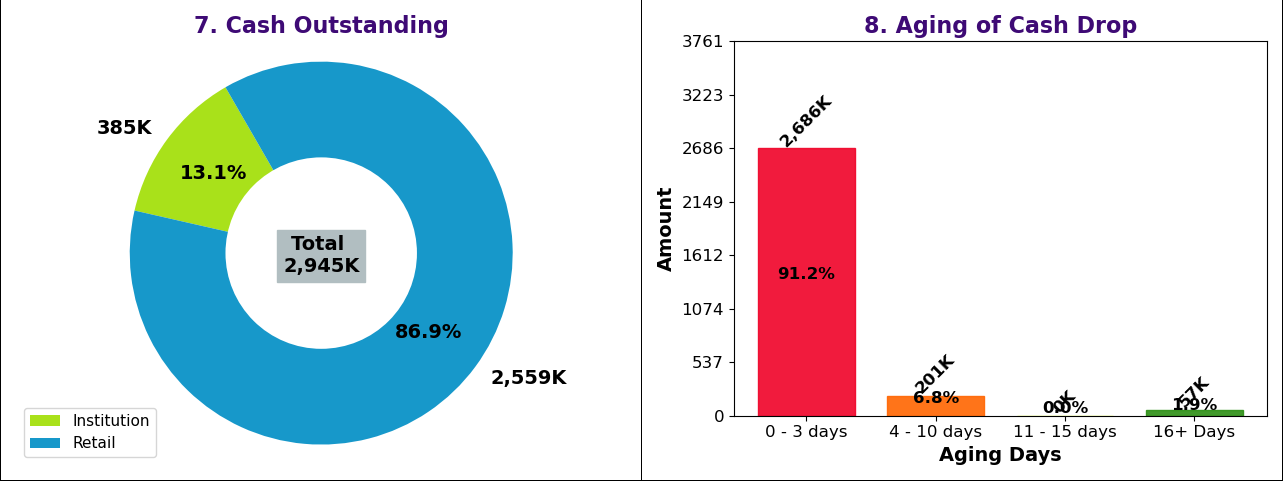 7. Cash Outstanding
385K
13.1%
Total
2,945K
86.9%
2,559K
Institution
Retail
8. Aging of Cash Drop
3761
3223
2686
2149
1612
1074
537
0
Amount
2,686K
91.2%
201K
6.8%
0K
0.0%
57K
1.9%
0 - 3 days
4 - 10 days
11 - 15 days
16+ Days
Aging Days